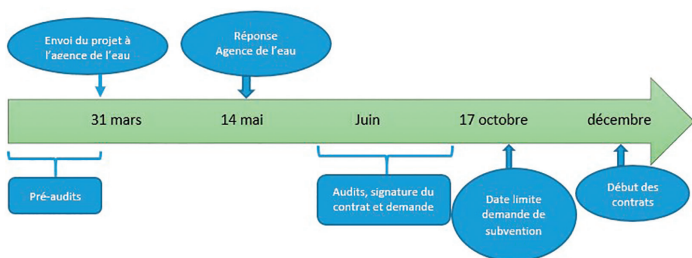 Envoi du projet à
l'agence de l'eau
Réponse
Agence de l'eau
31 mars
14 mai
Juin
17 octobre
décembre
Pré-audits
Audits, signature du
contrat et demande
Date limite
demande de
subvention
Début des
contrats